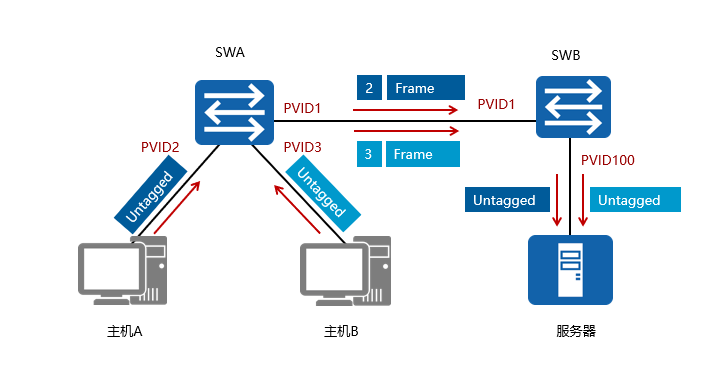 SWA
SWB
2 Frame
PVID1
PVID1
3 Frame
PVID2
PVID3
PVID100
Untagged
Untagged
Untagged
Untagged
主机A
主机B
服务器